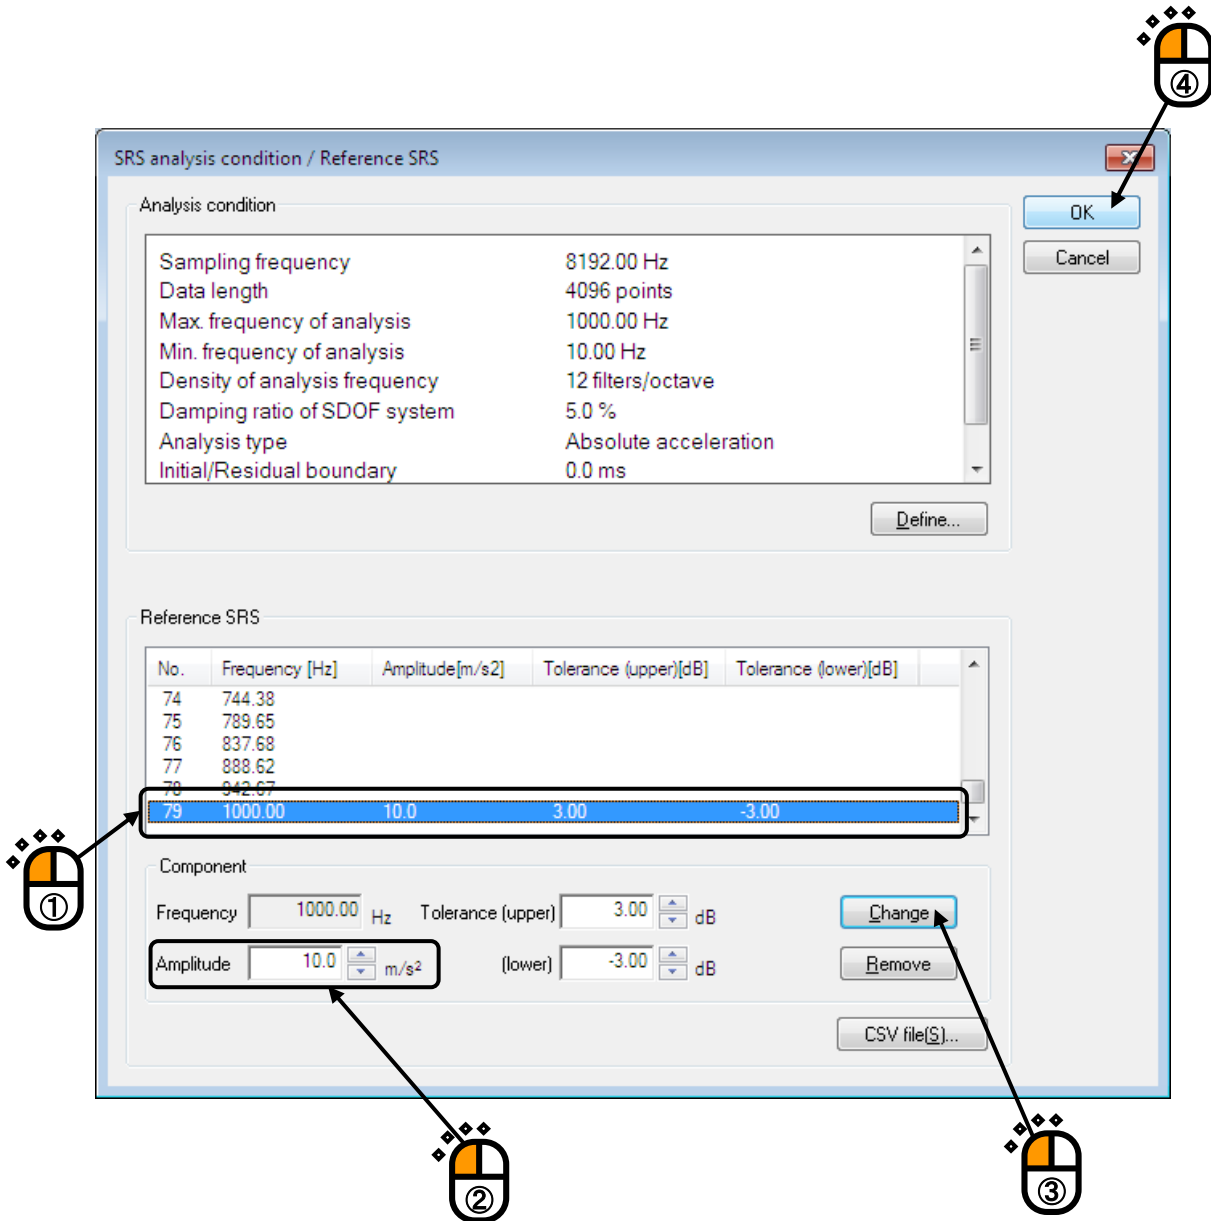 ④
SRS analysis condition / Reference SRS
Analysis condition
OK
Cancel
Sampling frequency 8192.00 Hz
Data length 4096 points
Max. frequency of analysis 1000.00 Hz
Min. frequency of analysis 10.00 Hz
Density of analysis frequency 12 filters/octave
Damping ratio of SDOF system 5.0 %
Analysis type Absolute acceleration
Initial/Residual boundary 0.0 ms
Define...
Reference SRS
No. Frequency [Hz] Amplitude[m/s2] Tolerance (upper)[dB] Tolerance (lower)[dB]
74 744.38
75 789.65
76 837.68
77 888.62
78 942.67
79 1000.00 10.0 3.00 -3.00
①
Component
Frequency 1000.00 Hz Tolerance (upper) 3.00 dB Change
Amplitude 10.0 m/s² (lower) -3.00 dB Remove
CSV file(S)...
②
③